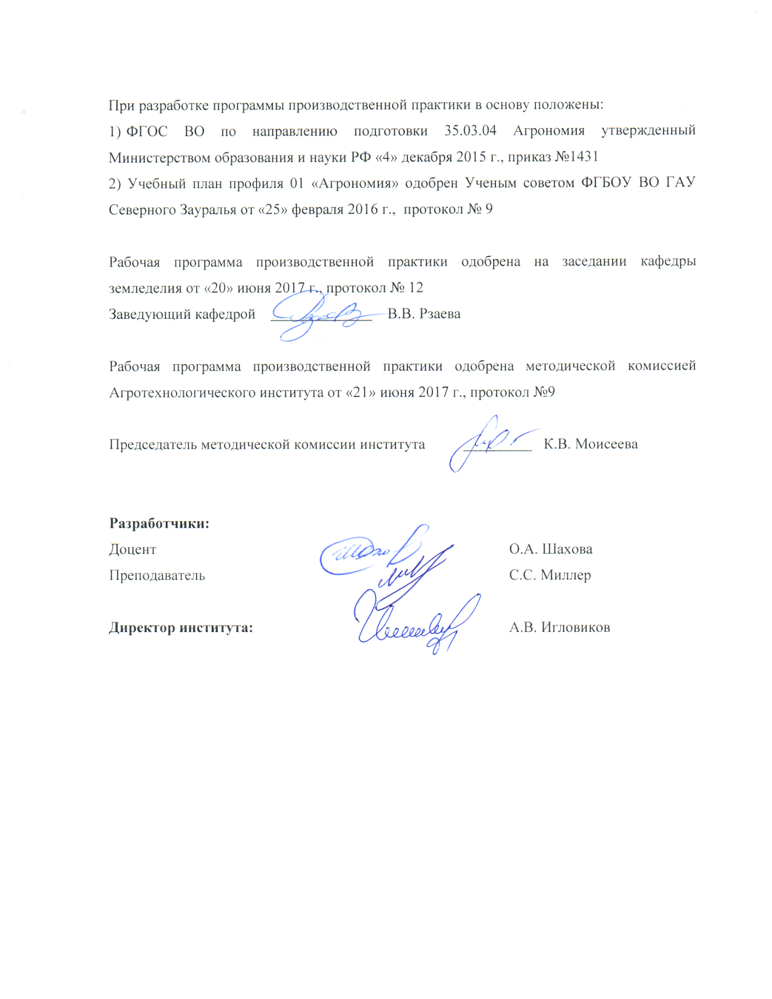 При разработке программы производственной практики в основу положены:
1) ФГОС ВО по направлению подготовки 35.03.04 Агрономия утвержденный
Министерством образования и науки РФ «4» декабря 2015 г., приказ №1431
2) Учебный план профиля 01 «Агрономия» одобрен Ученым советом ФГБОУ ВО ГАУ
Северного Зауралья от «25» февраля 2016 г., протокол № 9
Рабочая программа производственной практики одобрена на заседании кафедры
земледелия от «20» июня 2017 г., протокол № 12
Заведующий кафедрой В.В. Рзаева
Рабочая программа производственной практики одобрена методической комиссией
Агротехнологического института от «21» июня 2017 г., протокол №9
Председатель методической комиссии института К.В. Моисеева
Разработчики:
Доцент О.А. Шахова
Преподаватель С.С. Миллер
Директор института: А.В. Игловиков